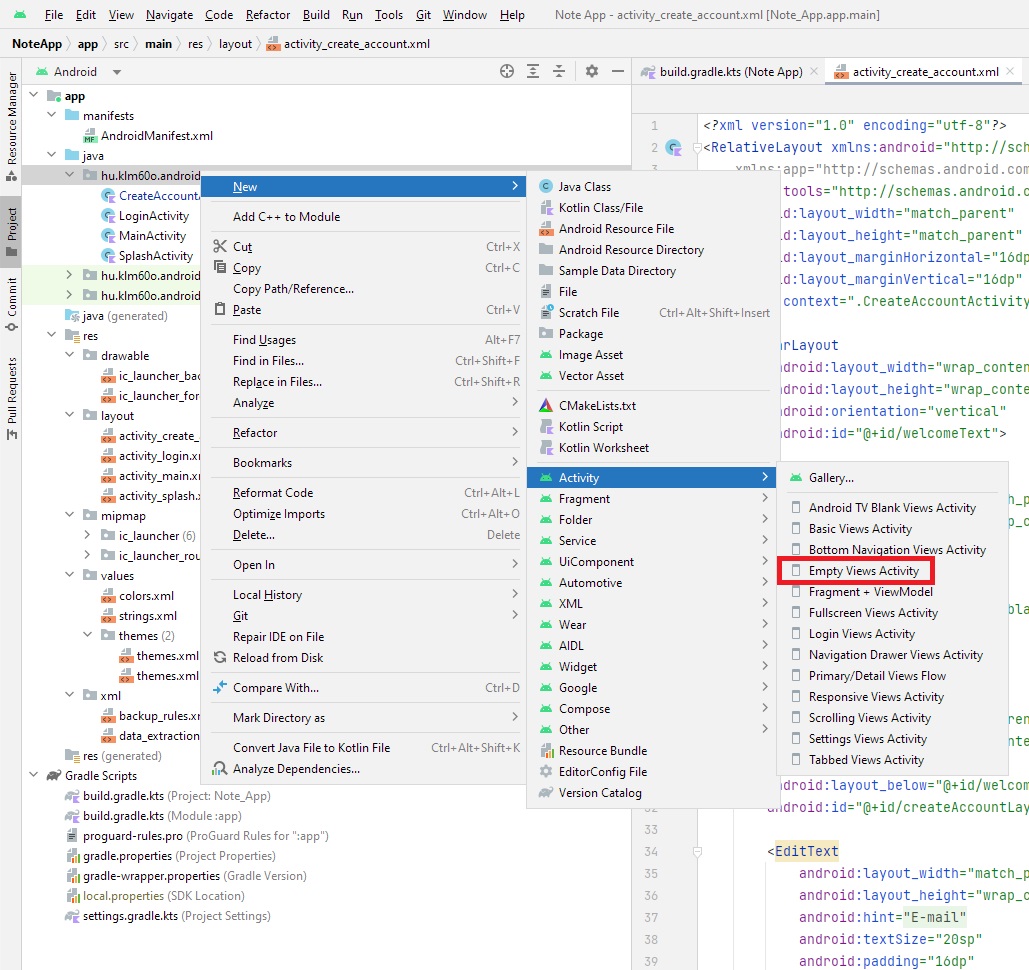 File Edit View Navigate Code Refactor Build Run Tools Git Window Help Note App - activity_create_account.xml [Note_App.app.main]
NoteApp app src main res layout activity_create_account.xml
Resource Manager
Project
Commit
Pull Requests
Android
app
manifests
AndroidManifest.xml
java
hu.klm60o.android
CreateAccount
LoginActivity
MainActivity
SplashActivity
hu.klm60o.android
hu.klm60o.android
java (generated)
res
drawable
ic_launcher_bac
ic_launcher_for
layout
activity_create_
activity_login.xm
activity_main.xm
activity_splash.x
mipmap
ic_launcher (6)
ic_launcher_rou
values
colors.xml
strings.xml
themes (2)
themes.xml
themes.xml
xml
backup_rules.xm
data_extraction
res (generated)
Gradle Scripts
build.gradle.kts (Project: Note_App)
build.gradle.kts (Module :app)
proguard-rules.pro (ProGuard Rules for ":app")
gradle.properties (Project Properties)
gradle-wrapper.properties (Gradle Version)
local.properties (SDK Location)
settings.gradle.kts (Project Settings)
New
Add C++ to Module
Cut Ctrl+X
Copy Ctrl+C
Copy Path/Reference...
Paste Ctrl+V
Find Usages Alt+F7
Find in Files... Ctrl+Shift+F
Replace in Files... Ctrl+Shift+R
Analyze
Refactor
Bookmarks
Reformat Code Ctrl+Alt+L
Optimize Imports Ctrl+Alt+O
Delete... Delete
Open In
Local History
Git
Repair IDE on File
Reload from Disk
Compare With... Ctrl+D
Mark Directory as
Convert Java File to Kotlin File Ctrl+Alt+Shift+K
Analyze Dependencies...
Java Class
Kotlin Class/File
Android Resource File
Android Resource Directory
Sample Data Directory
File
Scratch File Ctrl+Alt+Shift+Insert
Package
Image Asset
Vector Asset
CMakeLists.txt
Kotlin Script
Kotlin Worksheet
Activity
Fragment
Folder
Service
UiComponent
Automotive
XML
Wear
AIDL
Widget
Google
Compose
Other
Resource Bundle
EditorConfig File
Version Catalog
Gallery...
Android TV Blank Views Activity
Basic Views Activity
Bottom Navigation Views Activity
Empty Views Activity
Fragment + ViewModel
Fullscreen Views Activity
Login Views Activity
Navigation Drawer Views Activity
Primary/Detail Views Flow
Responsive Views Activity
Scrolling Views Activity
Settings Views Activity
Tabbed Views Activity
build.gradle.kts (Note App) activity_create_account.xml
1 <?xml version="1.0" encoding="utf-8"?>
2 <RelativeLayout xmlns:android="http://sch
3 xmlns:app="http://schemas.android.com
tools="http://schemas.android.c
d:layout_width="match_parent"
d:layout_height="match_parent"
d:layout_marginHorizontal="16dp
d:layout_marginVertical="16dp"
context=".CreateAccountActivity
arLayout
ndroid:layout_width="wrap_conten
ndroid:layout_height="wrap_conte
ndroid:orientation="vertical"
ndroid:id="@+id/welcomeText">
android:layout_below="@+id/welcom
android:id="@+id/createAccountLay
33
34 <EditText
35 android:layout_width="match_p
36 android:layout_height="wrap_c
37 android:hint="E-mail"
38 android:textSize="20sp"
39 android:padding="16dp"